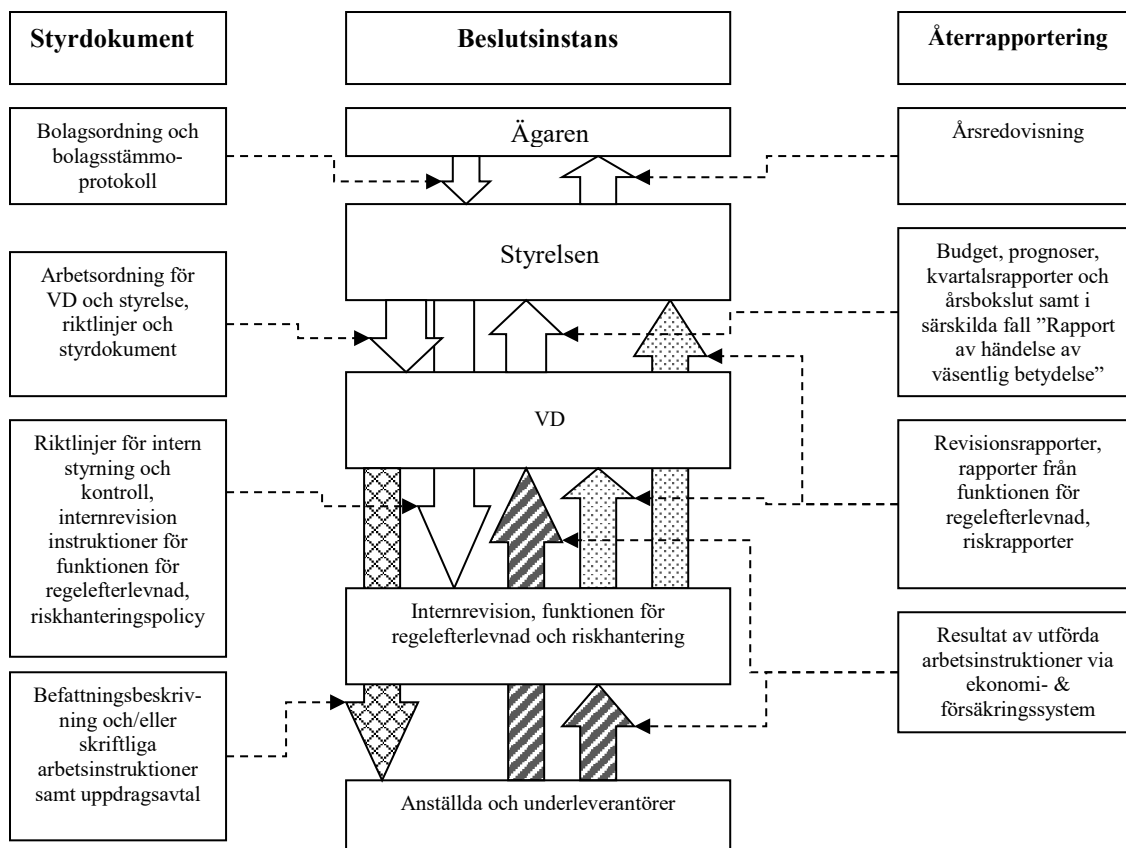 Styrdokument
Beslutsinstans
Återrapportering
Bolagsordning och
bolagsstämmo-
protokoll
Ägaren
Årsredovisning
Styrelsen
Arbetsordning för
VD och styrelse,
riktlinjer och
styrdokument
Budget, prognoser,
kvartalsrapporter och
årsbokslut samt i
särskilda fall ”Rapport
av händelse av
väsentlig betydelse”
VD
Riktlinjer för intern
styrning och
kontroll,
internrevision
instruktioner för
funktionen för
regelefterlevnad,
riskhanteringspolicy
Revisionsrapporter,
rapporter från
funktionen för
regelefterlevnad,
riskrapporter
Internrevision, funktionen för
regelefterlevnad och riskhantering
Resultat av utförda
arbetsinstruktioner via
ekonomi- &
försäkringssystem
Befattningsbeskriv-
ning och/eller
skriftliga
arbetsinstruktioner
samt uppdragsavtal
Anställda och underleverantörer